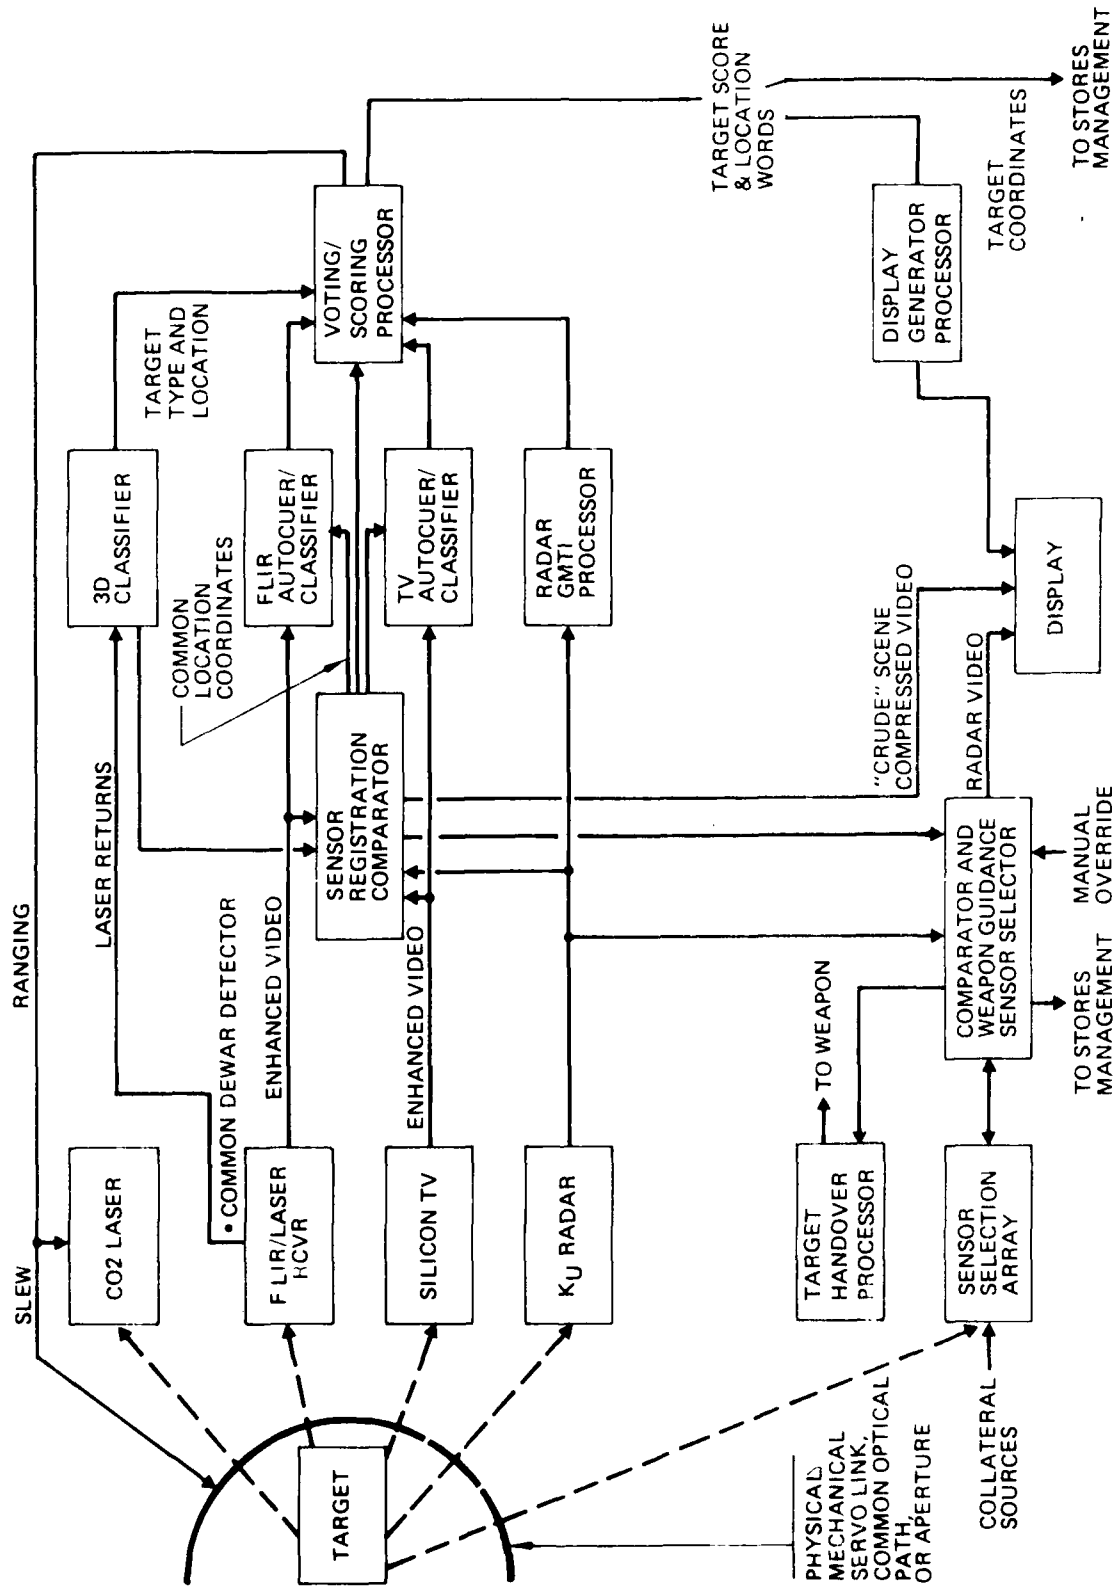 SLEW
RANGING
CO2 LASER
LASER RETURNS
3D
CLASSIFIER
TARGET
TYPE AND
LOCATION
• COMMON DEWAR DETECTOR
COMMON
LOCATION
COORDINATES
TARGET
FLIR/LASER
RCVR
ENHANCED VIDEO
FLIR
AUTOCUER/
CLASSIFIER
SENSOR
REGISTRATION
COMPARATOR
VOTING/
SCORING
PROCESSOR
SILICON TV
ENHANCED VIDEO
TV
AUTOCUER/
CLASSIFIER
KU RADAR
RADAR
GMTI
PROCESSOR
TARGET SCORE
& LOCATION
WORDS
PHYSICAL
MECHANICAL
SERVO LINK,
COMMON OPTICAL
PATH,
OR APERTURE
TARGET
HANDOVER
PROCESSOR
TO WEAPON
"CRUDE" SCENE
COMPRESSED VIDEO
DISPLAY
GENERATOR
PROCESSOR
SENSOR
SELECTION
ARRAY
COMPARATOR AND
WEAPON GUIDANCE
SENSOR SELECTOR
RADAR VIDEO
TARGET
COORDINATES
COLLATERAL
SOURCES
DISPLAY
TO STORES
MANAGEMENT
MANUAL
OVERRIDE
TO STORES
MANAGEMENT